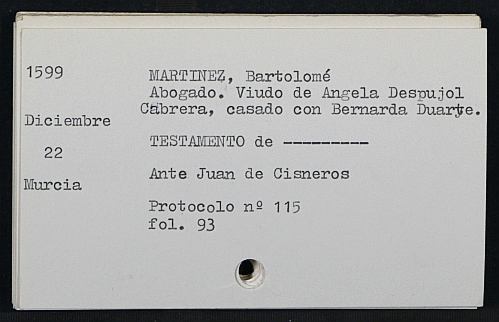 1599
MARTINEZ, Bartolomé
Abogado. Viudo de Angela Despujol
Cabrera, casado con Bernarda Duarte.
Diciembre
22
Murcia
TESTAMENTO de ---------
Ante Juan de Cisneros
Protocolo nº 115
fol. 93